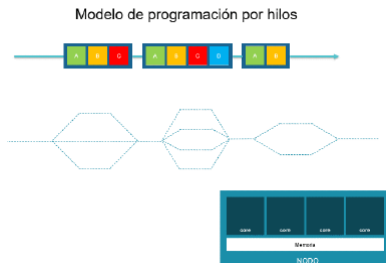 Modelo de programación por hilos
A B C A B C D A B
core core core core
Memoria
NODO